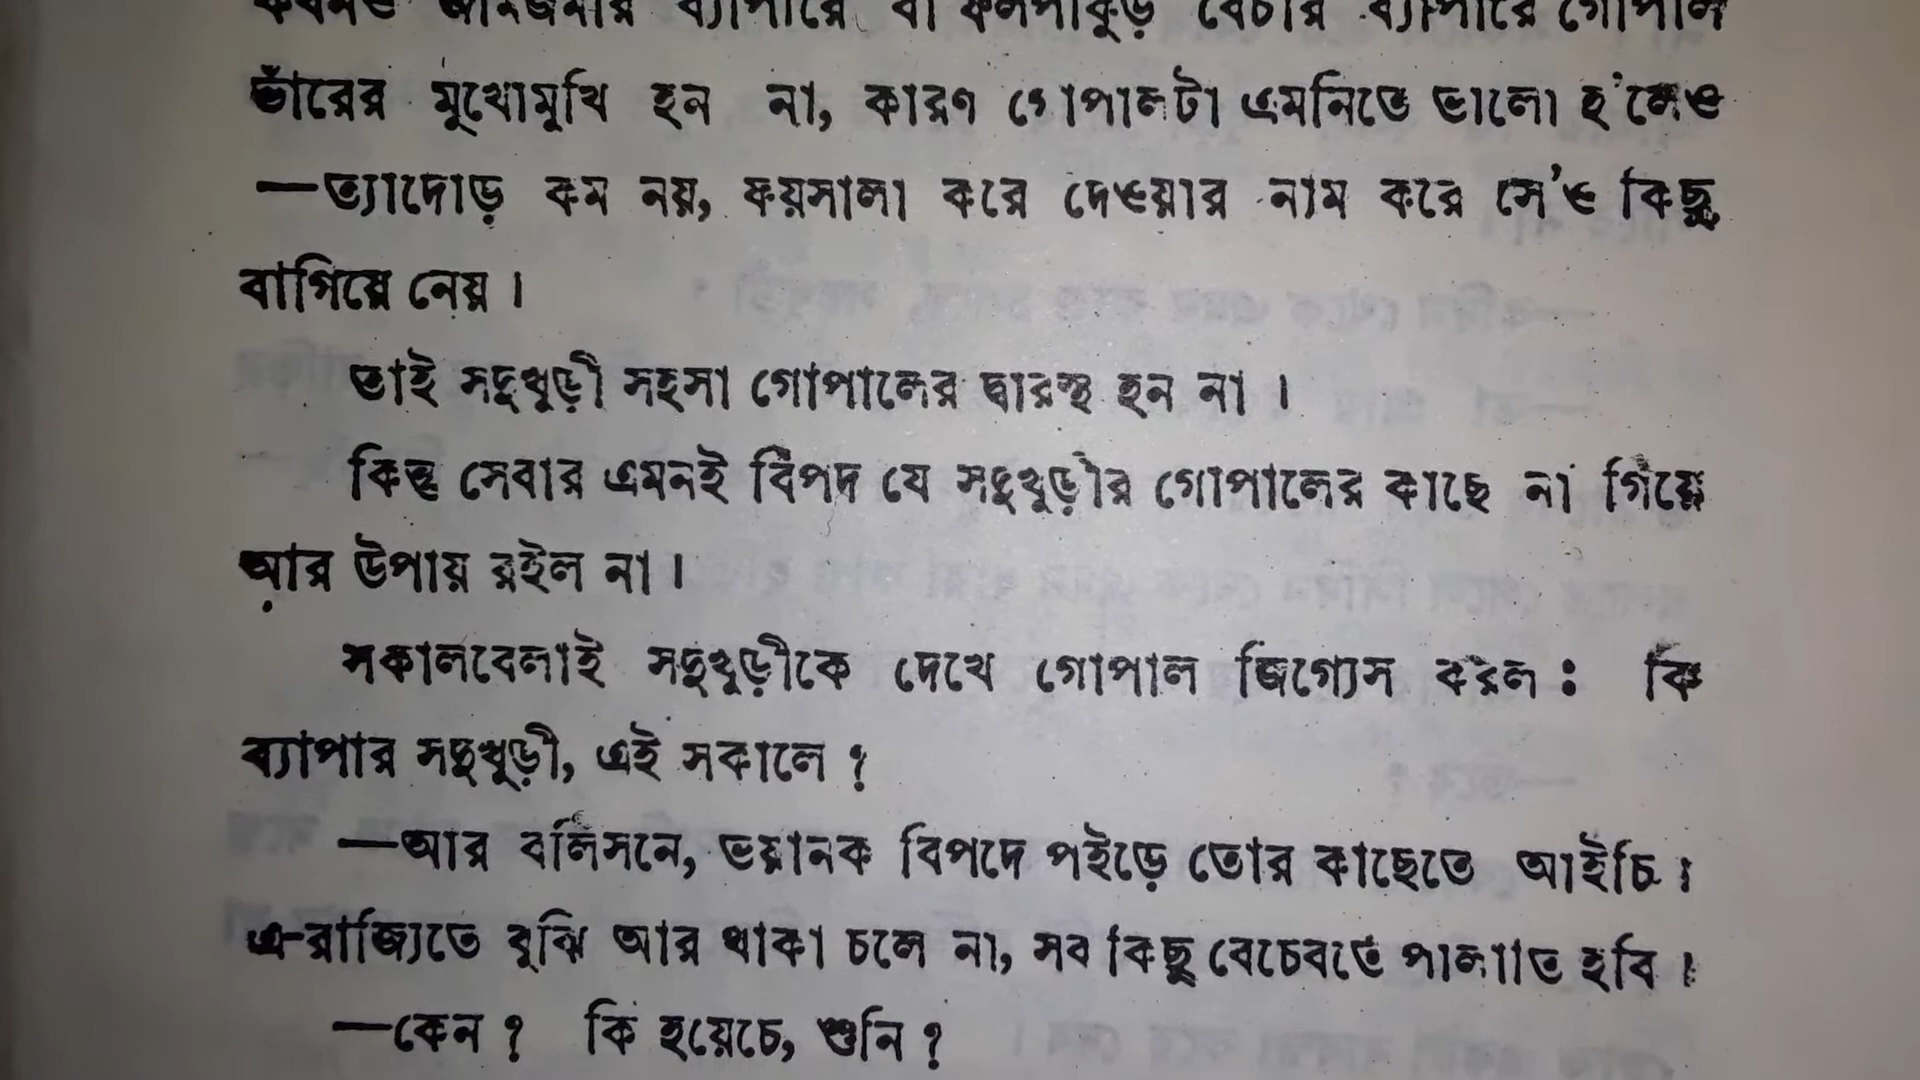 ব্যাপারে বা ফলপাকুড় বেচার ব্যাপারে গোপাল
ভাঁরের মুখোমুখি হন না, কারণ গোপালটা এমনিতে ভালো হ'লেও
—ভ্যাদোড় কম নয়, ফয়সালা করে দেওয়ার নাম করে সে'ও কিছু
বাগিয়ে নেয়।
তাই সদুখুড়ী সহসা গোপালের দ্বারস্থ হন না।
কিন্তু সেবার এমনই বিপদ যে সদুখুড়ীর গোপালের কাছে না গিয়ে
আর উপায় রইল না।
সকালবেলাই সদুখুড়ীকে দেখে গোপাল জিগ্যেস করল : কি
ব্যাপার সদুখুড়ী, এই সকালে ?
—আর বলিসনে, ভয়ানক বিপদে পইড়ে তোর কাছেতে আইচি।
এ-রাজ্যিতে বুঝি আর থাকা চলে না, সব কিছু বেচেবতে পালাতি হবি।
—কেন ? কি হয়েচে, শুনি ?